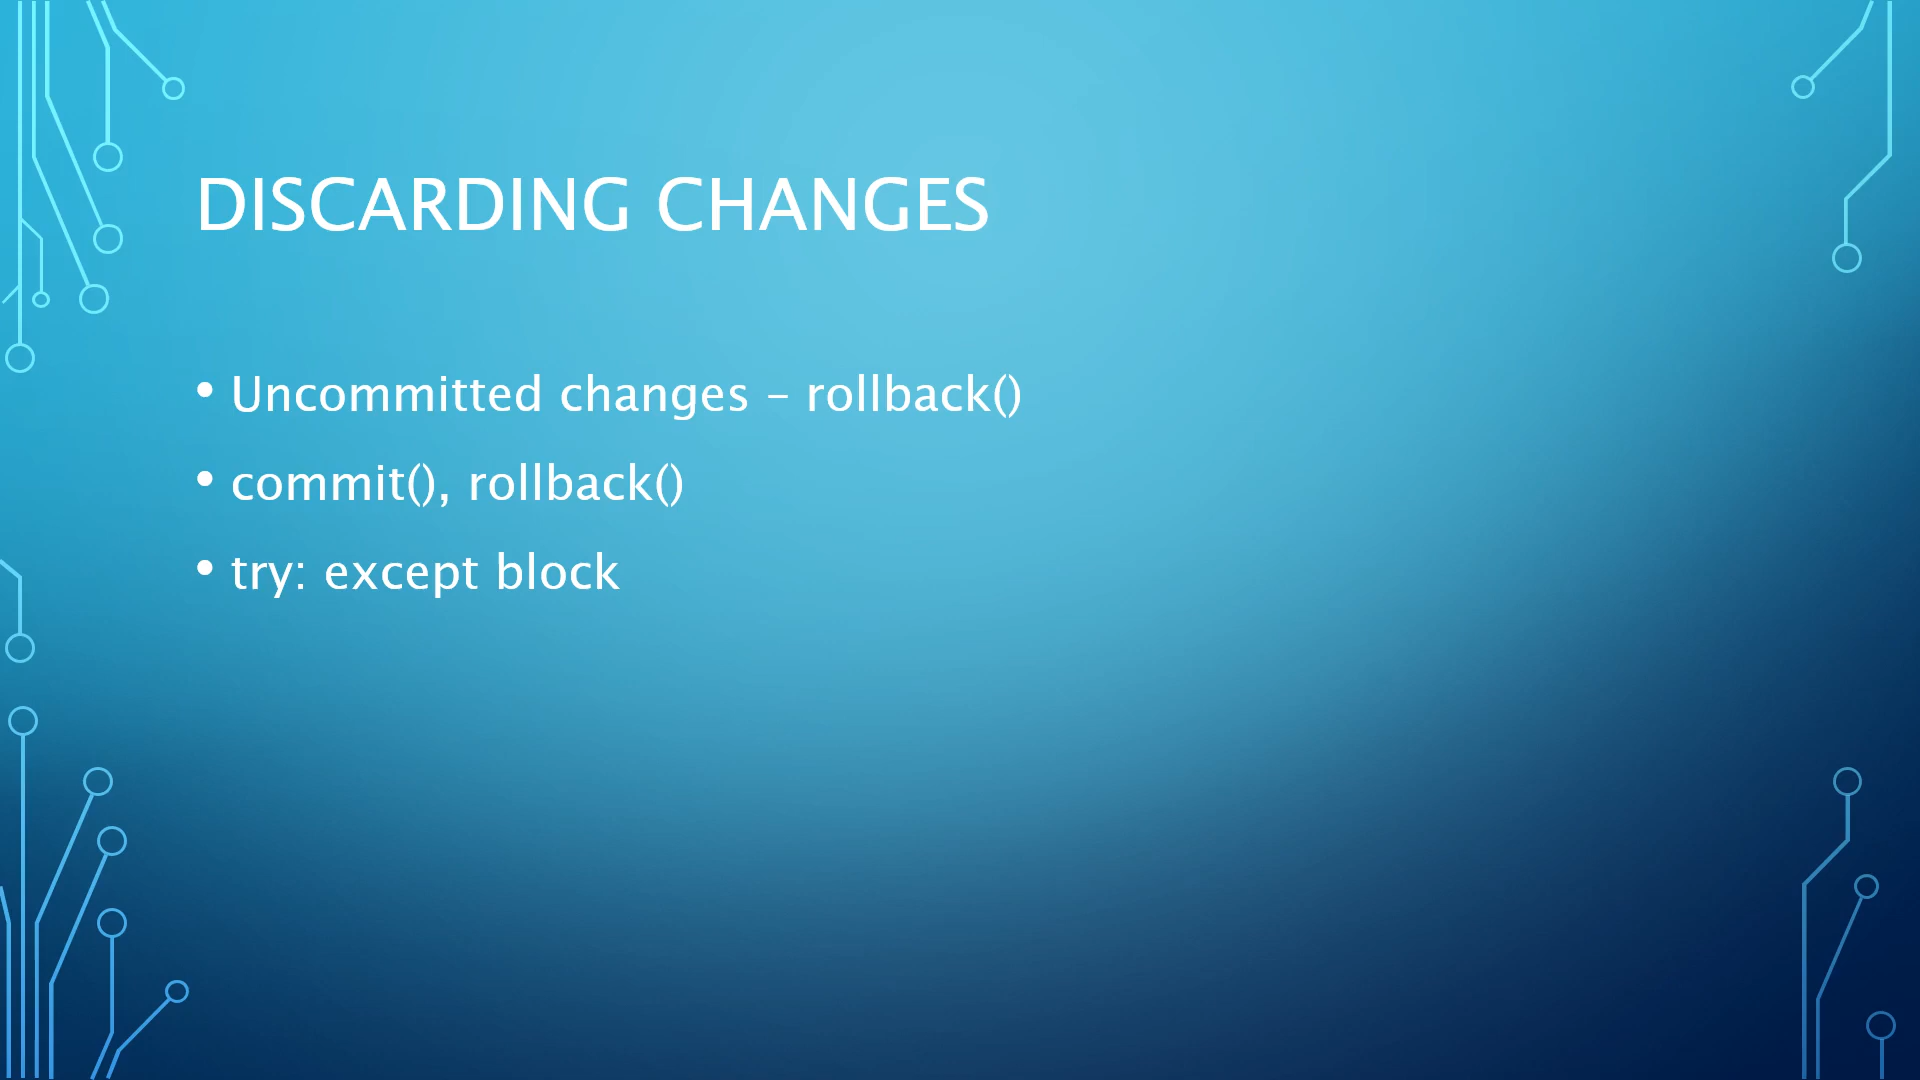 DISCARDING CHANGES
• Uncommitted changes – rollback()
• commit(), rollback()
• try: except block